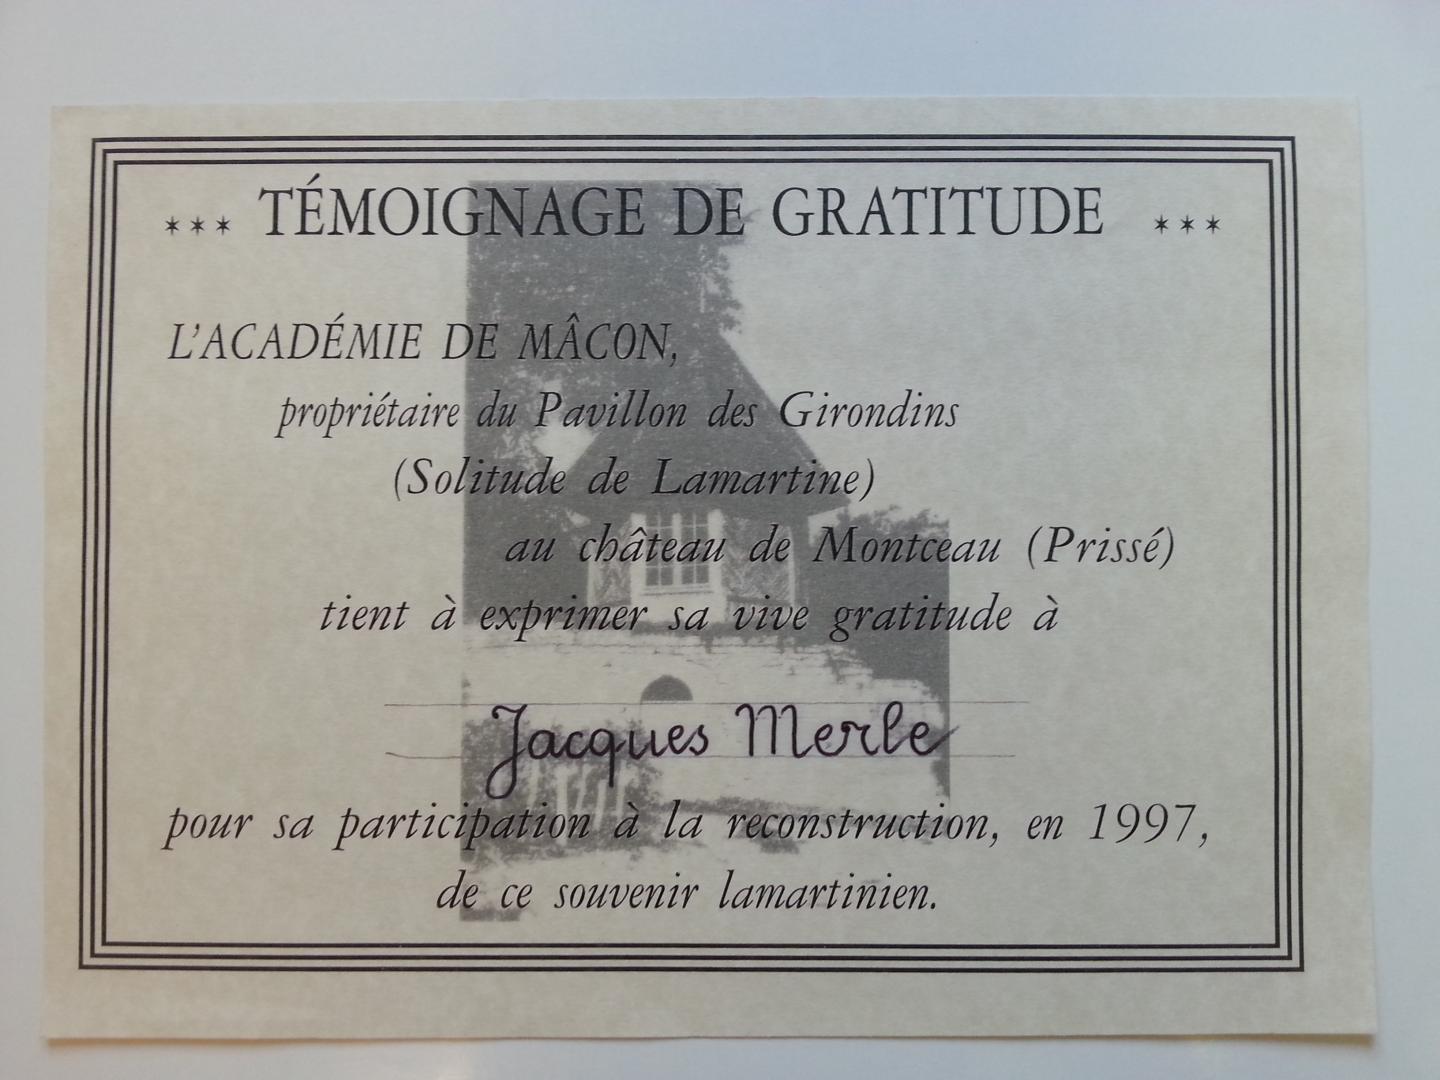 *** TÉMOIGNAGE DE GRATITUDE ***
L'ACADÉMIE DE MÂCON,
propriétaire du Pavillon des Girondins
(Solitude de Lamartine)
au château de Montceau (Prissé)
tient à exprimer sa vive gratitude à
Jacques Merle
pour sa participation à la reconstruction, en 1997,
de ce souvenir lamartinien.